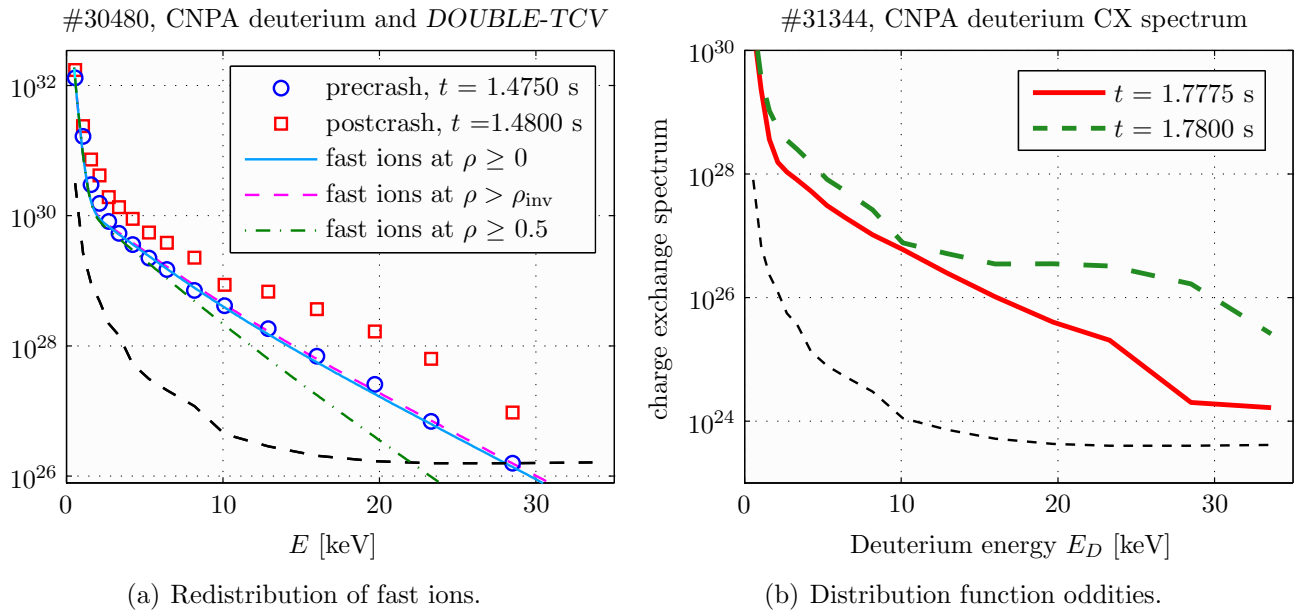 #30480, CNPA deuterium and DOUBLE-TCV
10^32
10^30
10^28
10^26
precrash, t = 1.4750 s
postcrash, t =1.4800 s
fast ions at ρ ≥ 0
fast ions at ρ > ρ_inv
fast ions at ρ ≥ 0.5
0 10 20 30
E [keV]
(a) Redistribution of fast ions.
#31344, CNPA deuterium CX spectrum
charge exchange spectrum
10^30
10^28
10^26
10^24
t = 1.7775 s
t = 1.7800 s
0 10 20 30
Deuterium energy E_D [keV]
(b) Distribution function oddities.